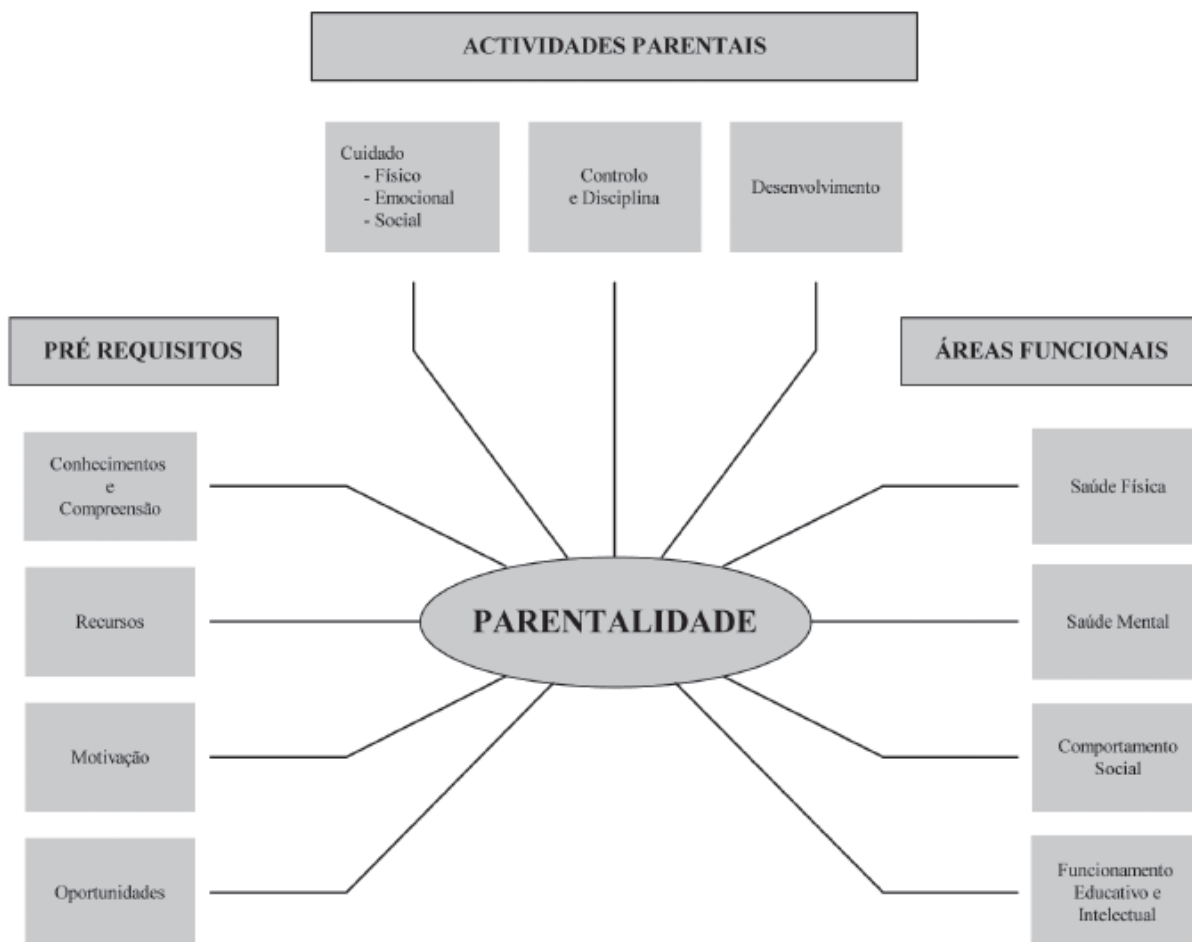 ACTIVIDADES PARENTAIS
Cuidado
- Físico
- Emocional
- Social
Controlo
e Disciplina
Desenvolvimento
PRÉ REQUISITOS
Conhecimentos
e
Compreensão
Recursos
Motivação
Oportunidades
PARENTALIDADE
ÁREAS FUNCIONAIS
Saúde Física
Saúde Mental
Comportamento
Social
Funcionamento
Educativo e
Intelectual